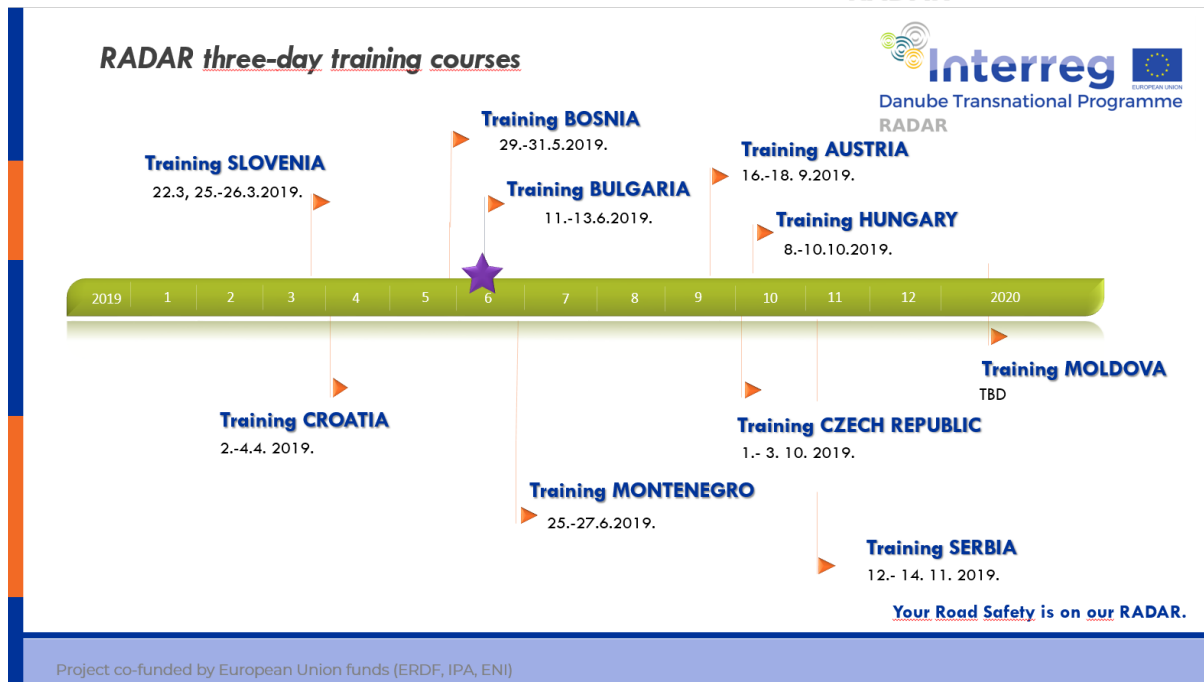 RADAR three-day training courses
Interreg
EUROPEAN UNION
Danube Transnational Programme
RADAR
Training BOSNIA
29.-31.5.2019.
Training SLOVENIA
22.3, 25.-26.3.2019.
Training BULGARIA
11.-13.6.2019.
Training AUSTRIA
16.-18. 9.2019.
Training HUNGARY
8.-10.10.2019.
2019 1 2 3 4 5 6 7 8 9 10 11 12 2020
Training MOLDOVA
TBD
Training CROATIA
2.-4.4. 2019.
Training CZECH REPUBLIC
1.- 3. 10. 2019.
Training MONTENEGRO
25.-27.6.2019.
Training SERBIA
12.- 14. 11. 2019.
Your Road Safety is on our RADAR.
Project co-funded by European Union funds (ERDF, IPA, ENI)